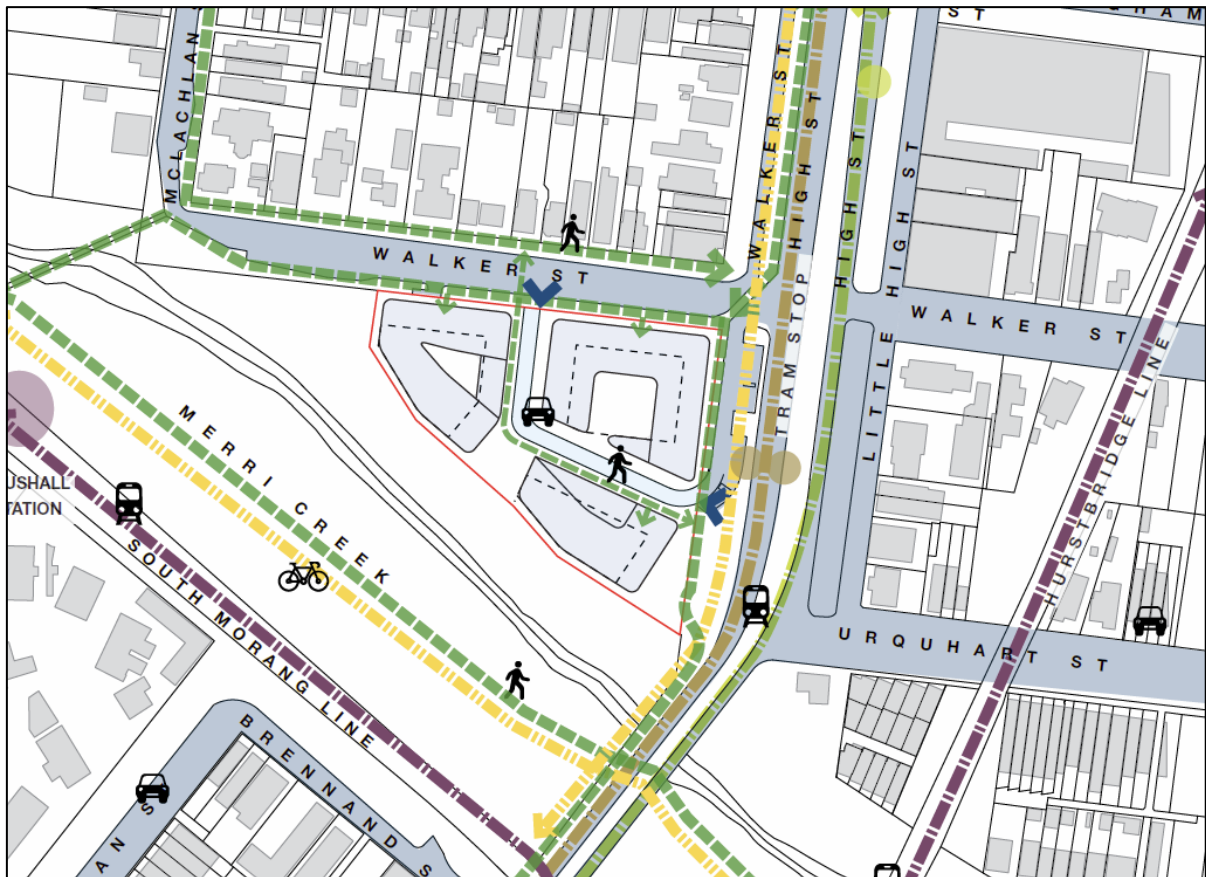 MCLACHLAN S
ST
GHAM
WALKER ST
WALKER ST
TRAM STOP HIGH ST
HIGH ST
LITTLE HIGH ST
WALKER ST
HURSTBRIDGE LINE
MERRI CREEK
USHALL
TATION
SOUTH MORANG LINE
URQUHART ST
BRENNAND S
AN S